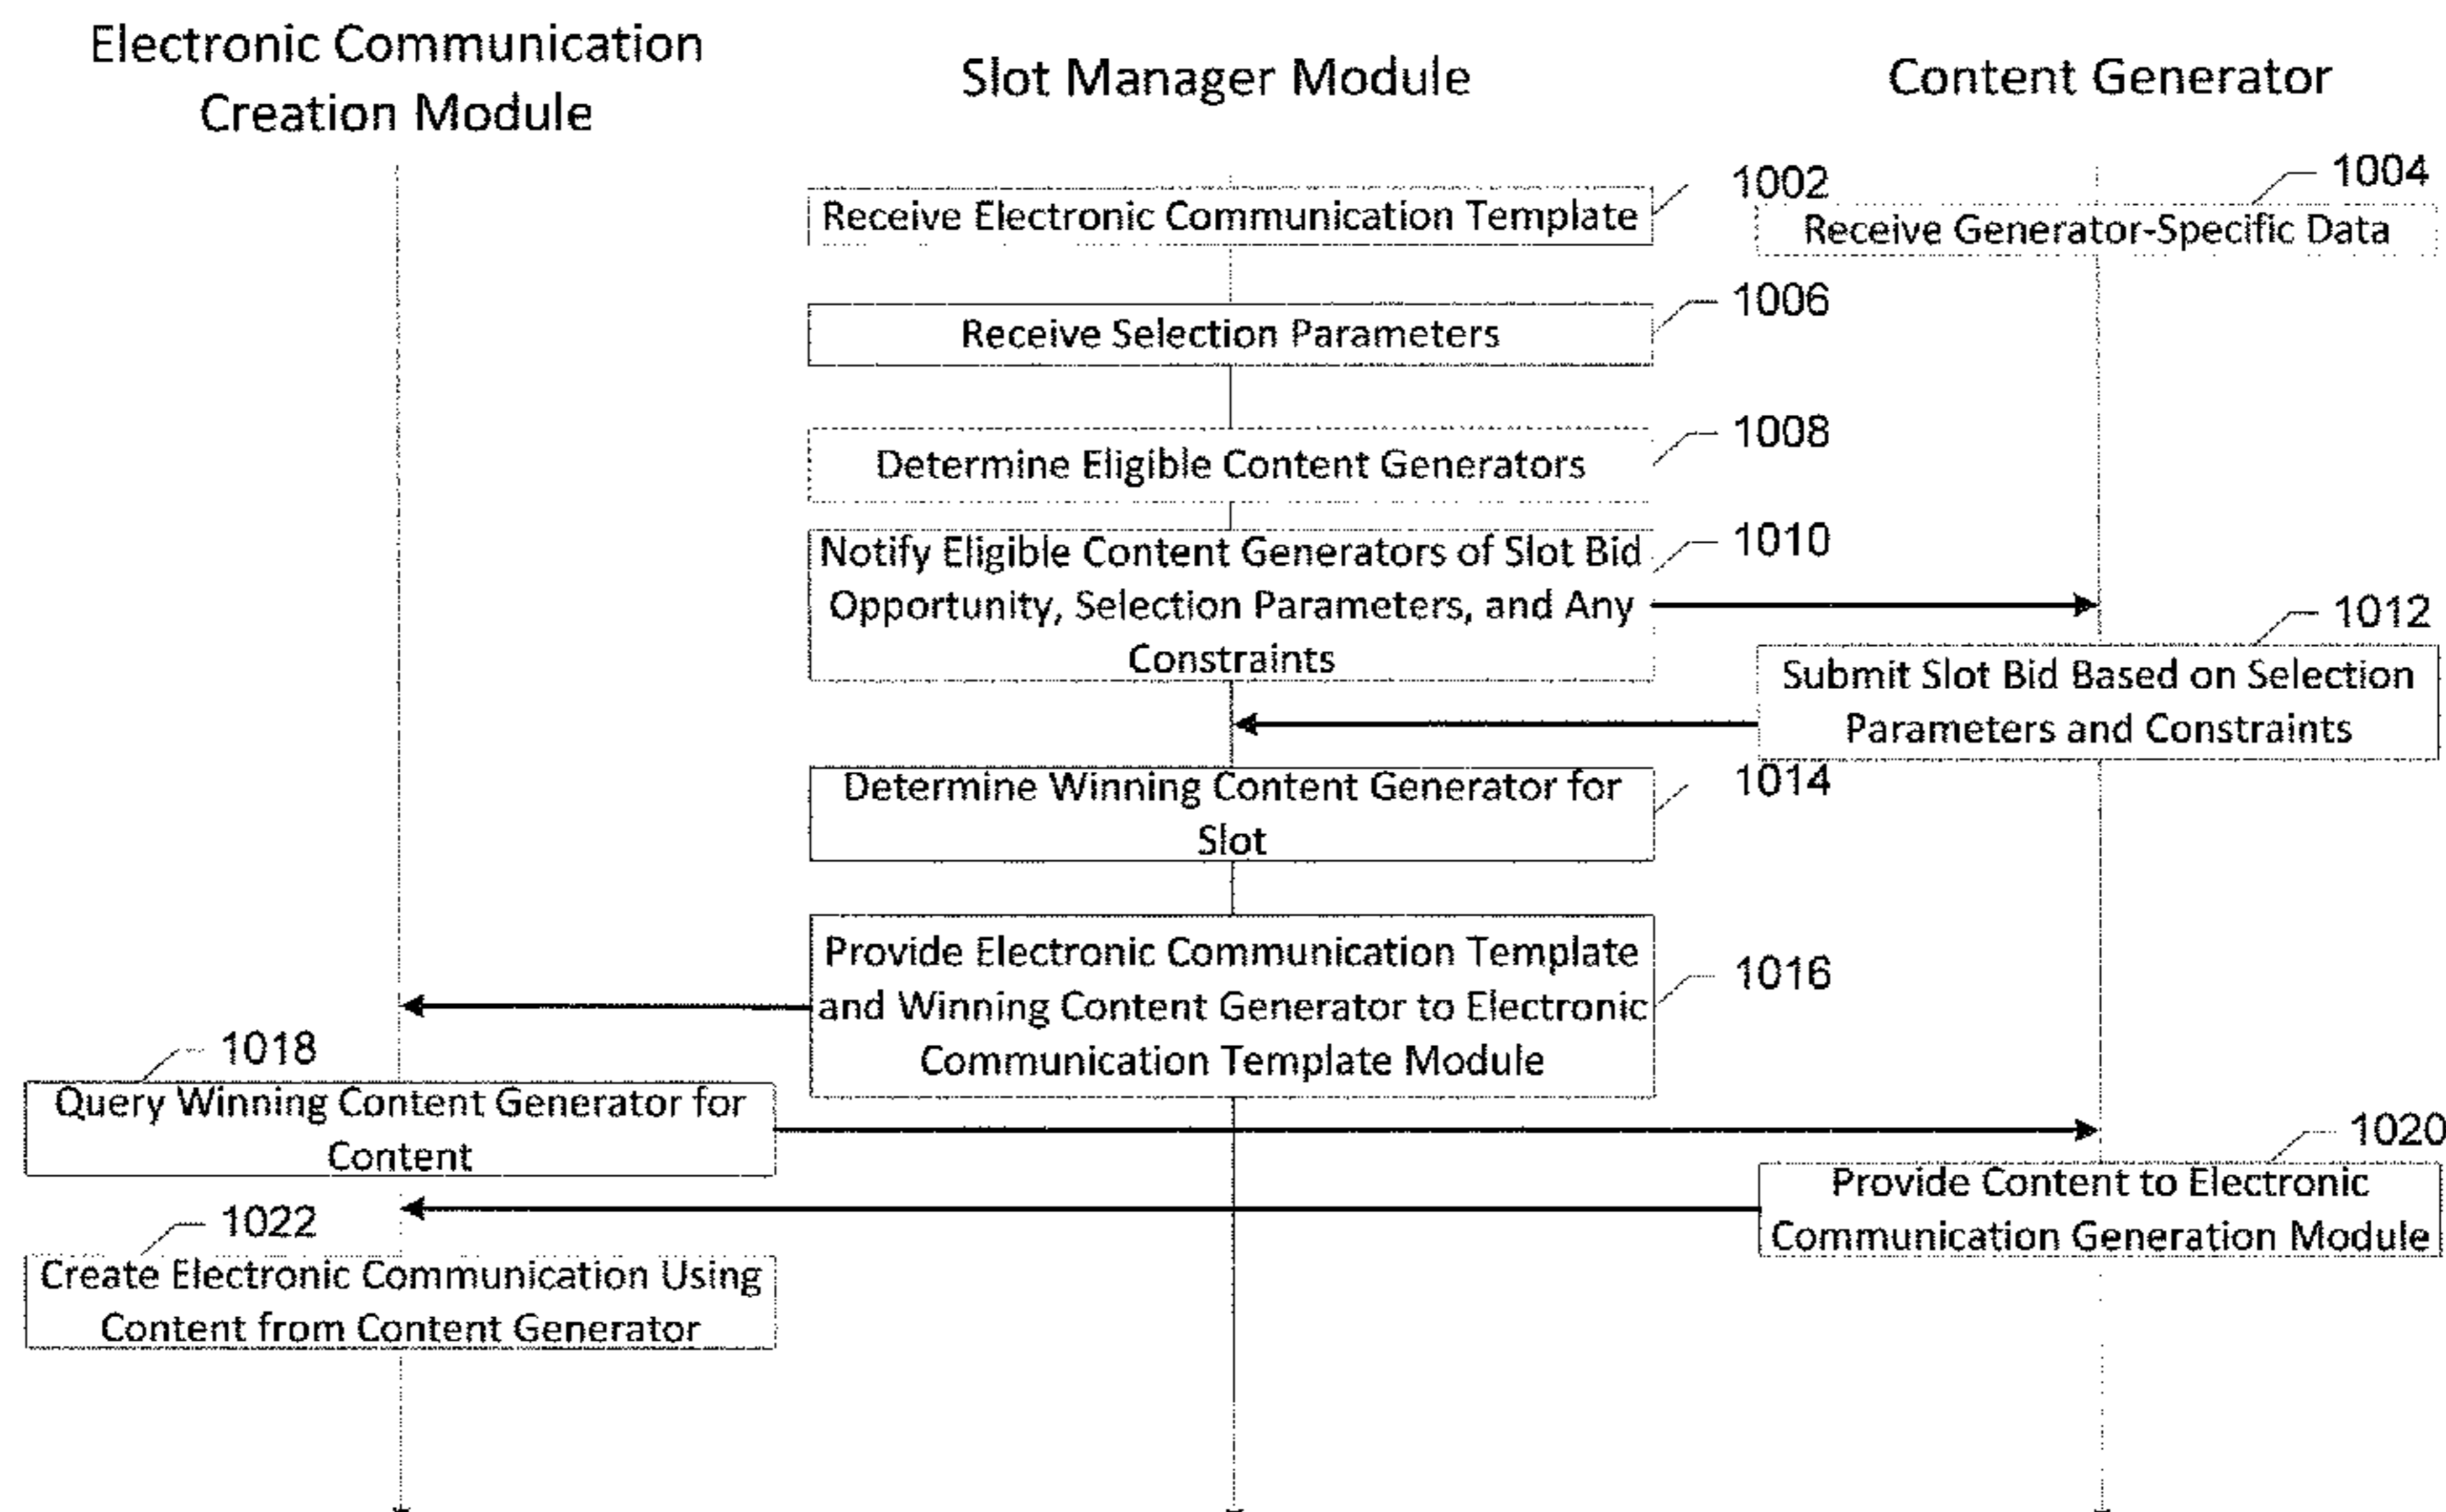 Electronic Communication
Creation Module
Slot Manager Module
Content Generator
1002
Receive Electronic Communication Template
1004
Receive Generator-Specific Data
1006
Receive Selection Parameters
1008
Determine Eligible Content Generators
1010
Notify Eligible Content Generators of Slot Bid
Opportunity, Selection Parameters, and Any
Constraints
1012
Submit Slot Bid Based on Selection
Parameters and Constraints
1014
Determine Winning Content Generator for
Slot
1016
Provide Electronic Communication Template
and Winning Content Generator to Electronic
Communication Template Module
1018
Query Winning Content Generator for
Content
1020
Provide Content to Electronic
Communication Generation Module
1022
Create Electronic Communication Using
Content from Content Generator